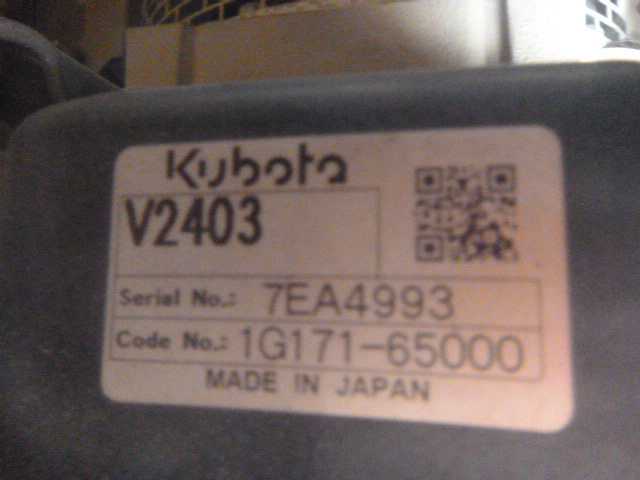 Kubota
V2403
Serial No.: 7EA4993
Code No.: 1G171-65000
MADE IN JAPAN